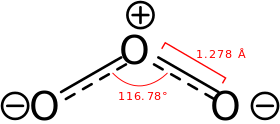 ⊕
O
1.278 Å
116.78°
⊖ O O ⊖